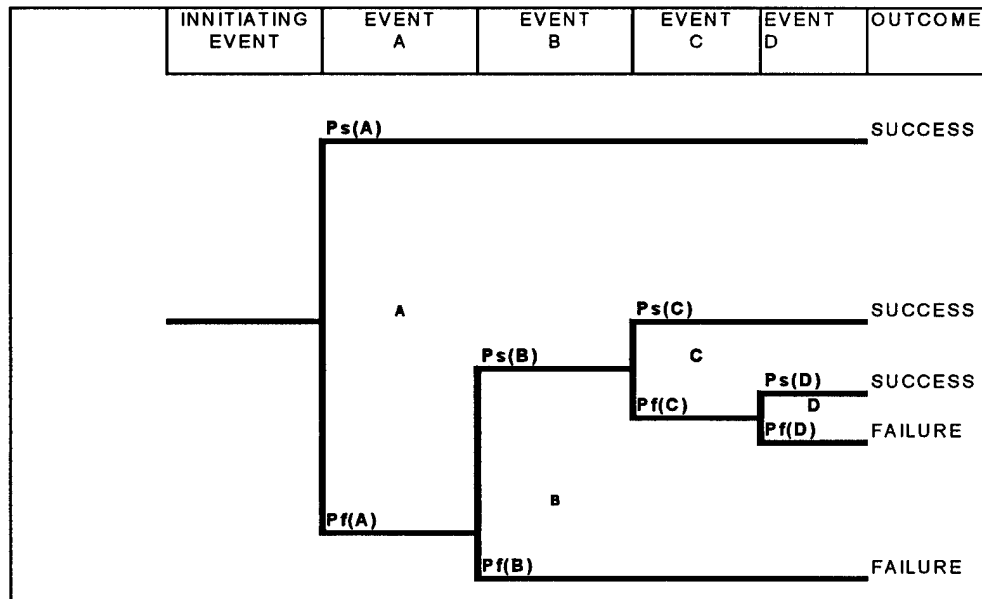 INNITIATING EVENT
EVENT A
EVENT B
EVENT C
EVENT D
OUTCOME
Ps(A)
SUCCESS
A
Ps(C)
SUCCESS
Ps(B)
C
Ps(D)
SUCCESS
Pf(C)
D
Pf(D)
FAILURE
B
Pf(A)
Pf(B)
FAILURE